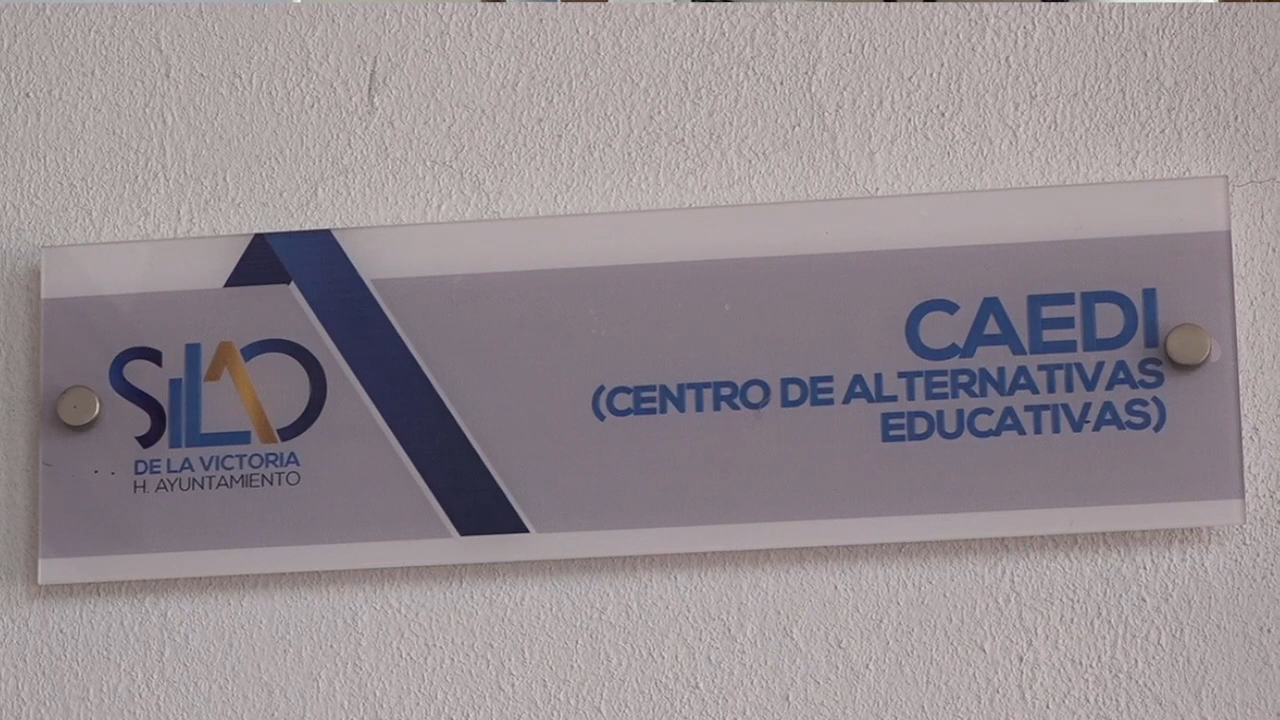 SILAO
DE LA VICTORIA
H. AYUNTAMIENTO
CAEDI
(CENTRO DE ALTERNATIVAS
EDUCATIVAS)